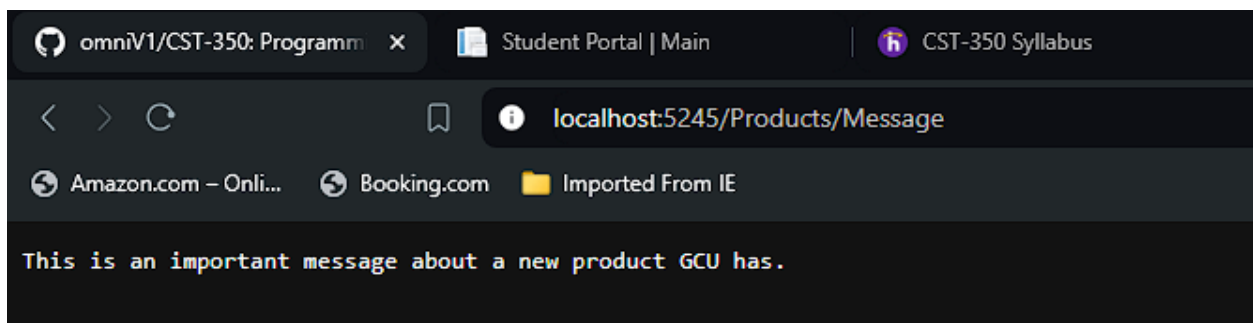 omniV1/CST-350: Programm
Student Portal | Main
CST-350 Syllabus
localhost:5245/Products/Message
Amazon.com – Onli...
Booking.com
Imported From IE
This is an important message about a new product GCU has.